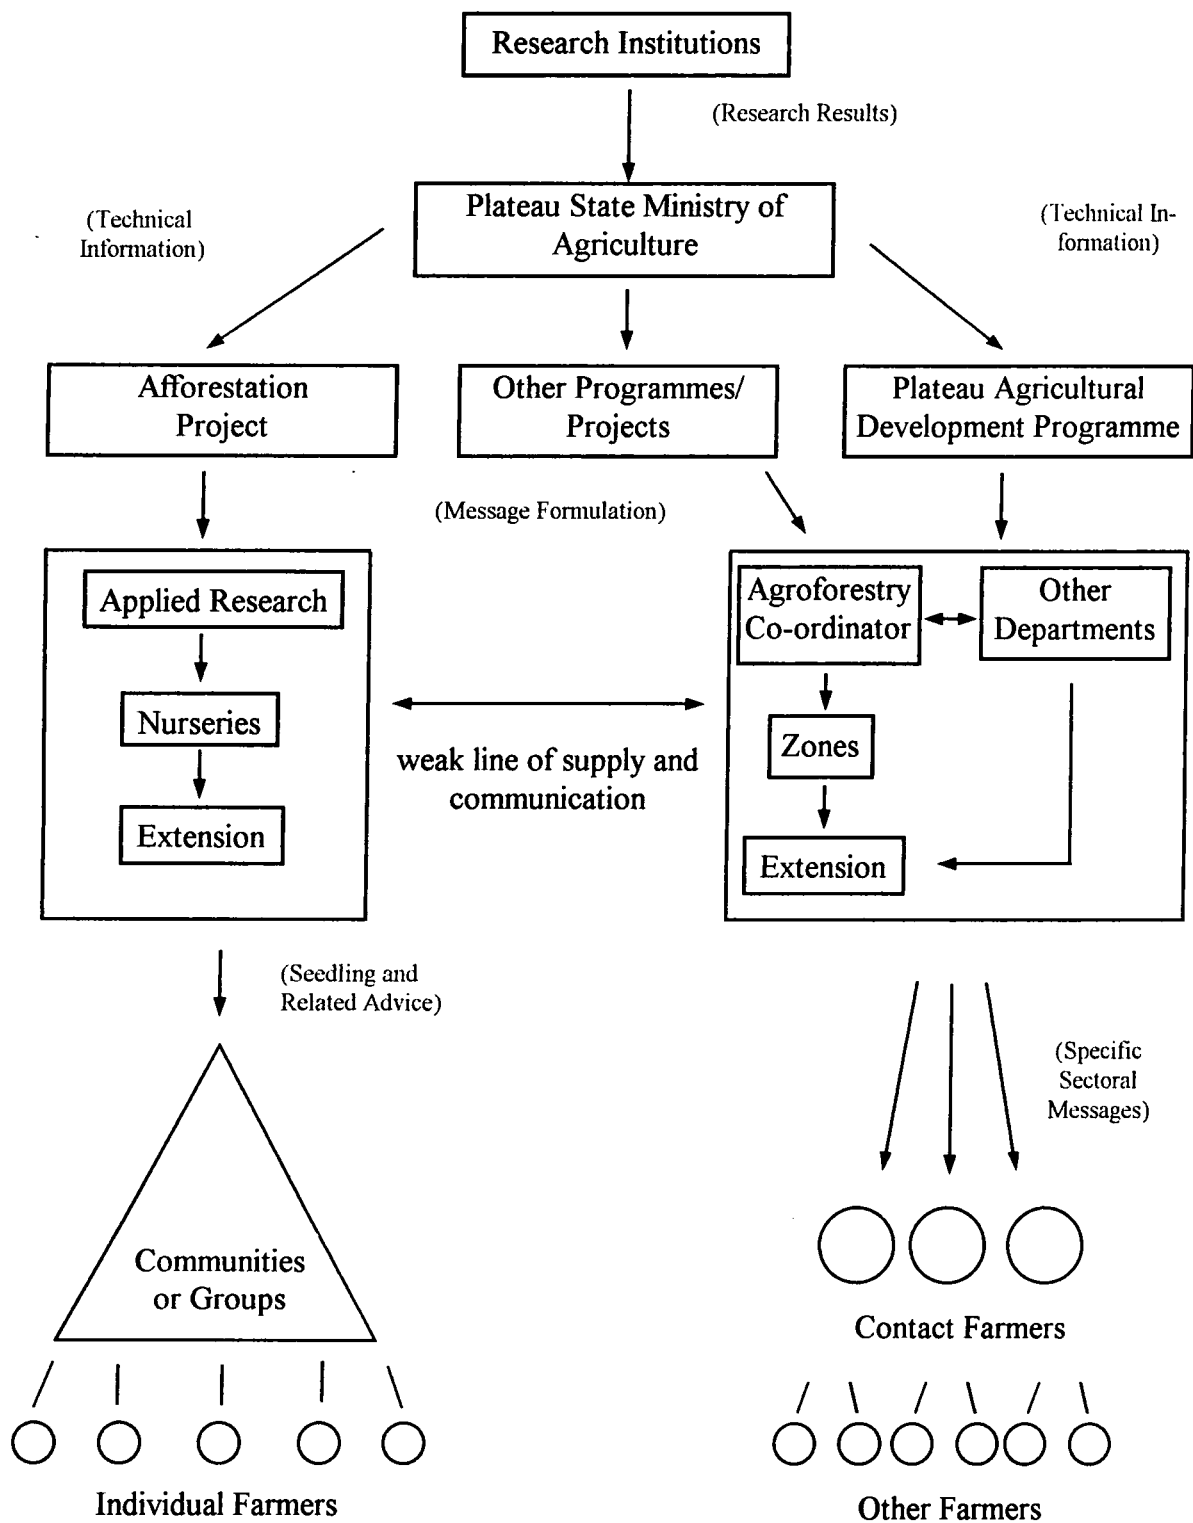 Research Institutions
(Research Results)
Plateau State Ministry of
Agriculture
(Technical
Information)
(Technical In-
formation)
Afforestation
Project
Other Programmes/
Projects
Plateau Agricultural
Development Programme
(Message Formulation)
Applied Research
Nurseries
Extension
weak line of supply and
communication
Agroforestry
Co-ordinator
Other
Departments
Zones
Extension
(Seedling and
Related Advice)
(Specific
Sectoral
Messages)
Communities
or Groups
Contact Farmers
Individual Farmers
Other Farmers